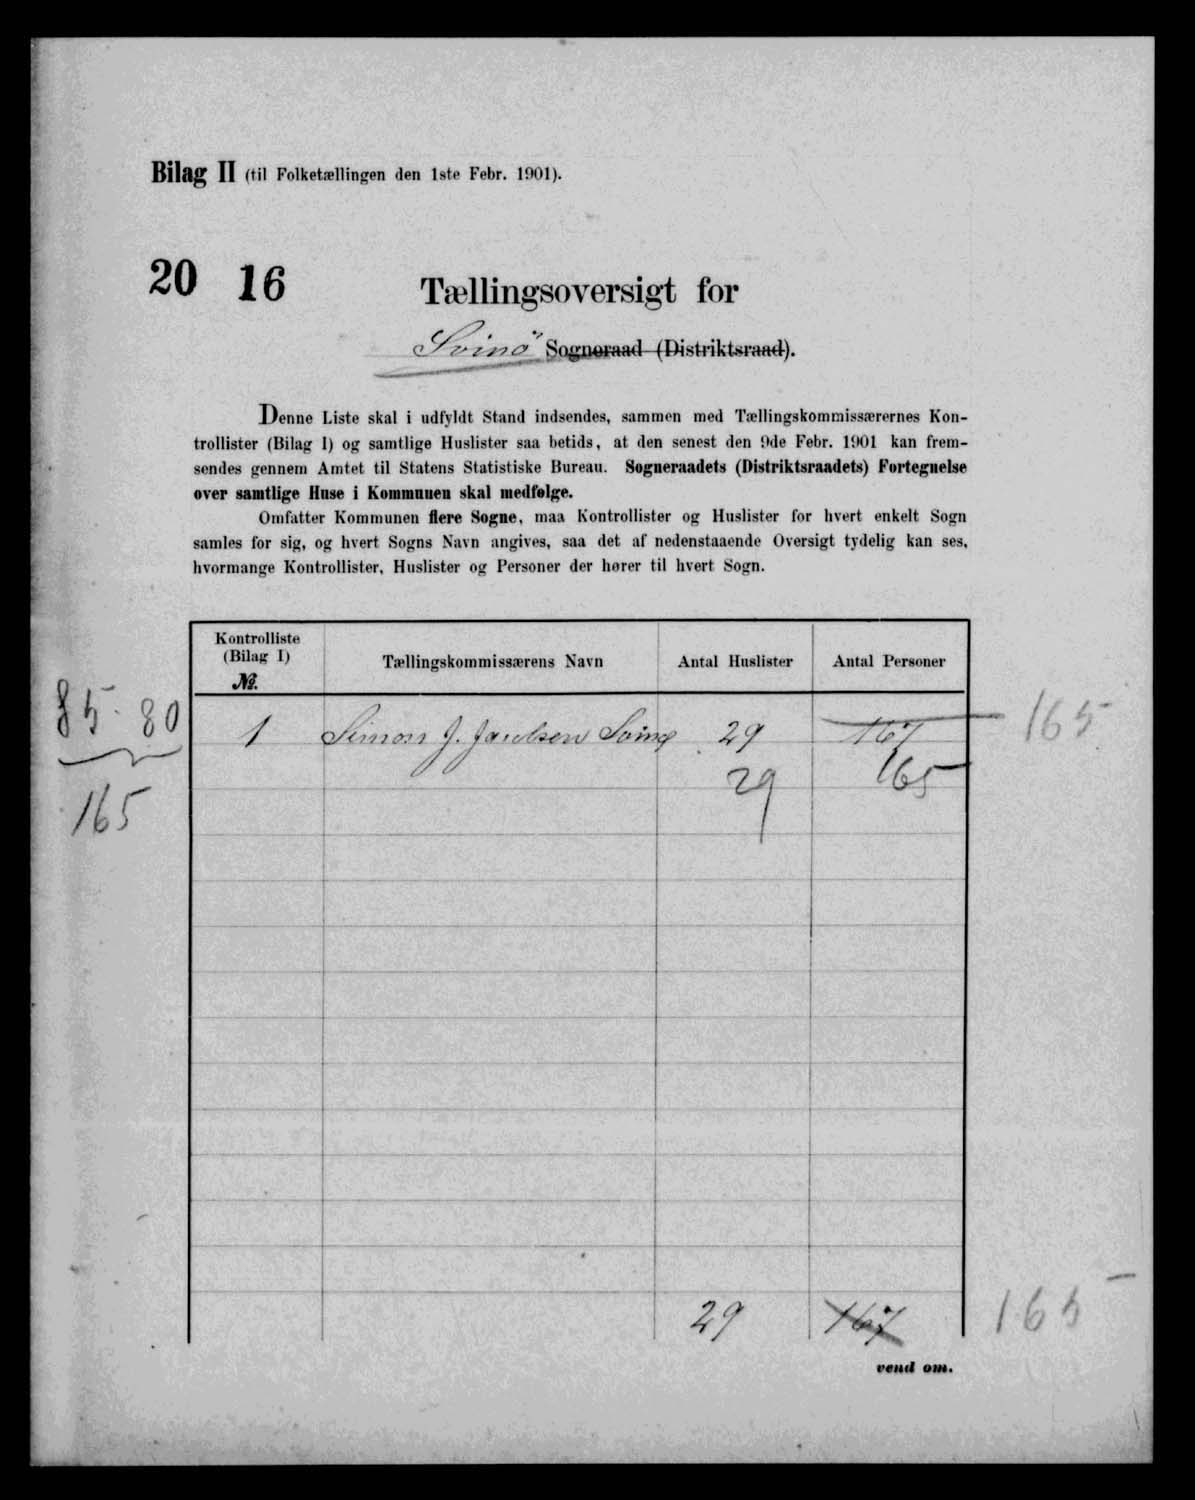 Bilag II (til Folketællingen den 1ste Febr. 1901).
20 16
Tællingsoversigt for
Svinö Sogneraad (Distriktsraad).
Denne Liste skal i udfyldt Stand indsendes, sammen med Tællingskommissærernes Kon-
trollister (Bilag I) og samtlige Huslister saa betids, at den senest den 9de Febr. 1901 kan frem-
sendes gennem Amtet til Statens Statistiske Bureau. Sogneraadets (Distriktsraadets) Fortegnelse
over samtlige Huse i Kommunen skal medfølge.
Omfatter Kommunen flere Sogne, maa Kontrollister og Huslister for hvert enkelt Sogn
samles for sig, og hvert Sogns Navn angives, saa det af nedenstaaende Oversigt tydelig kan ses,
hvormange Kontrollister, Huslister og Personer der hører til hvert Sogn.
Kontrolliste
(Bilag I)
№.
Tællingskommissærens Navn
Antal Huslister
Antal Personer
85 · 80
1 Simon J. Jacobsen Svinø 29 167 165
29 165
165
29 167 165
vend om.